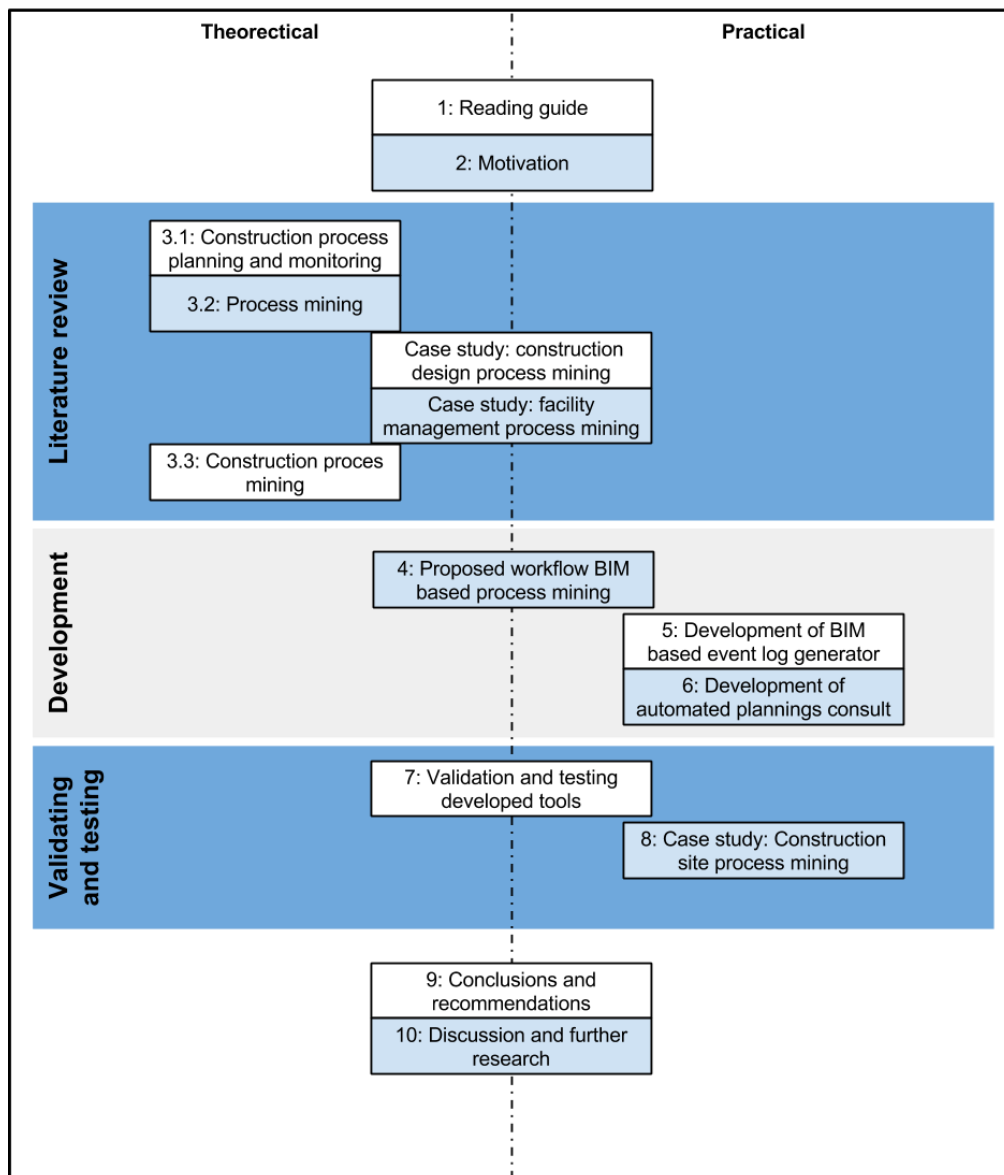 Theorectical
Practical
1: Reading guide
2: Motivation
Literature review
3.1: Construction process
planning and monitoring
3.2: Process mining
Case study: construction
design process mining
Case study: facility
management process mining
3.3: Construction proces
mining
Development
4: Proposed workflow BIM
based process mining
5: Development of BIM
based event log generator
6: Development of
automated plannings consult
Validating
and testing
7: Validation and testing
developed tools
8: Case study: Construction
site process mining
9: Conclusions and
recommendations
10: Discussion and further
research